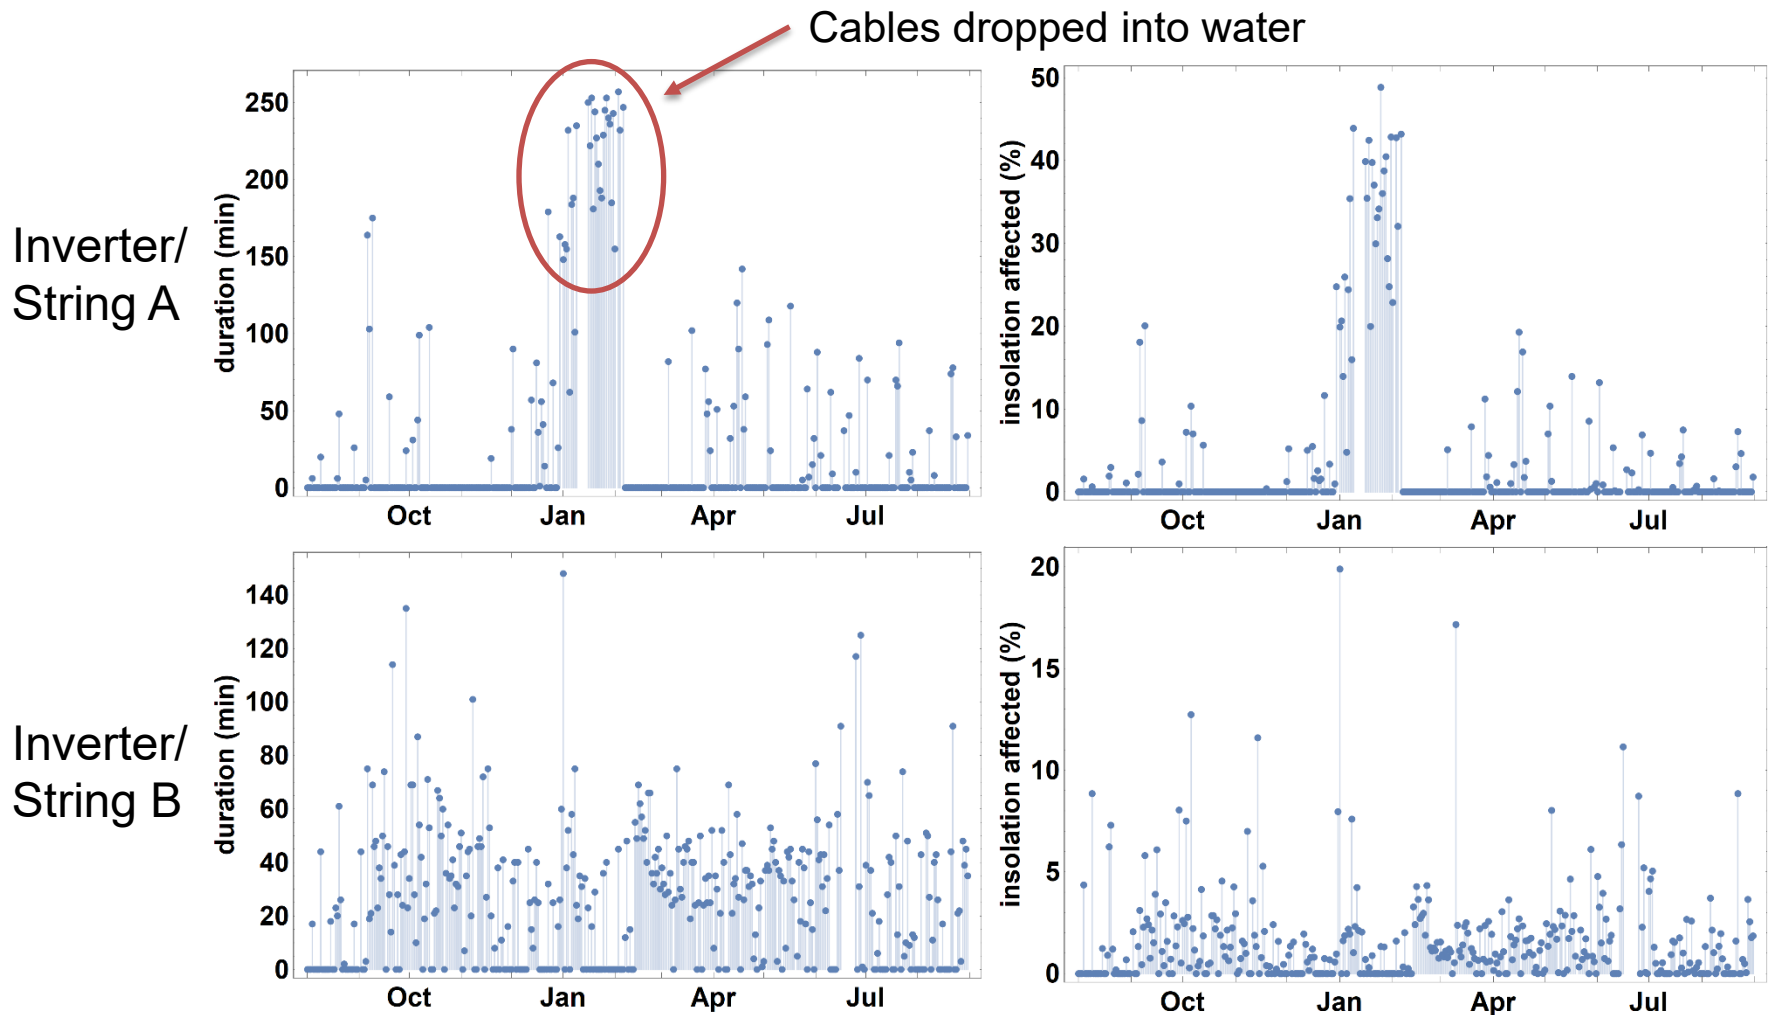 Cables dropped into water
Inverter/
String A
duration (min)
250
200
150
100
50
0
Oct Jan Apr Jul
insolation affected (%)
50
40
30
20
10
0
Oct Jan Apr Jul
Inverter/
String B
duration (min)
140
120
100
80
60
40
20
0
Oct Jan Apr Jul
insolation affected (%)
20
15
10
5
0
Oct Jan Apr Jul